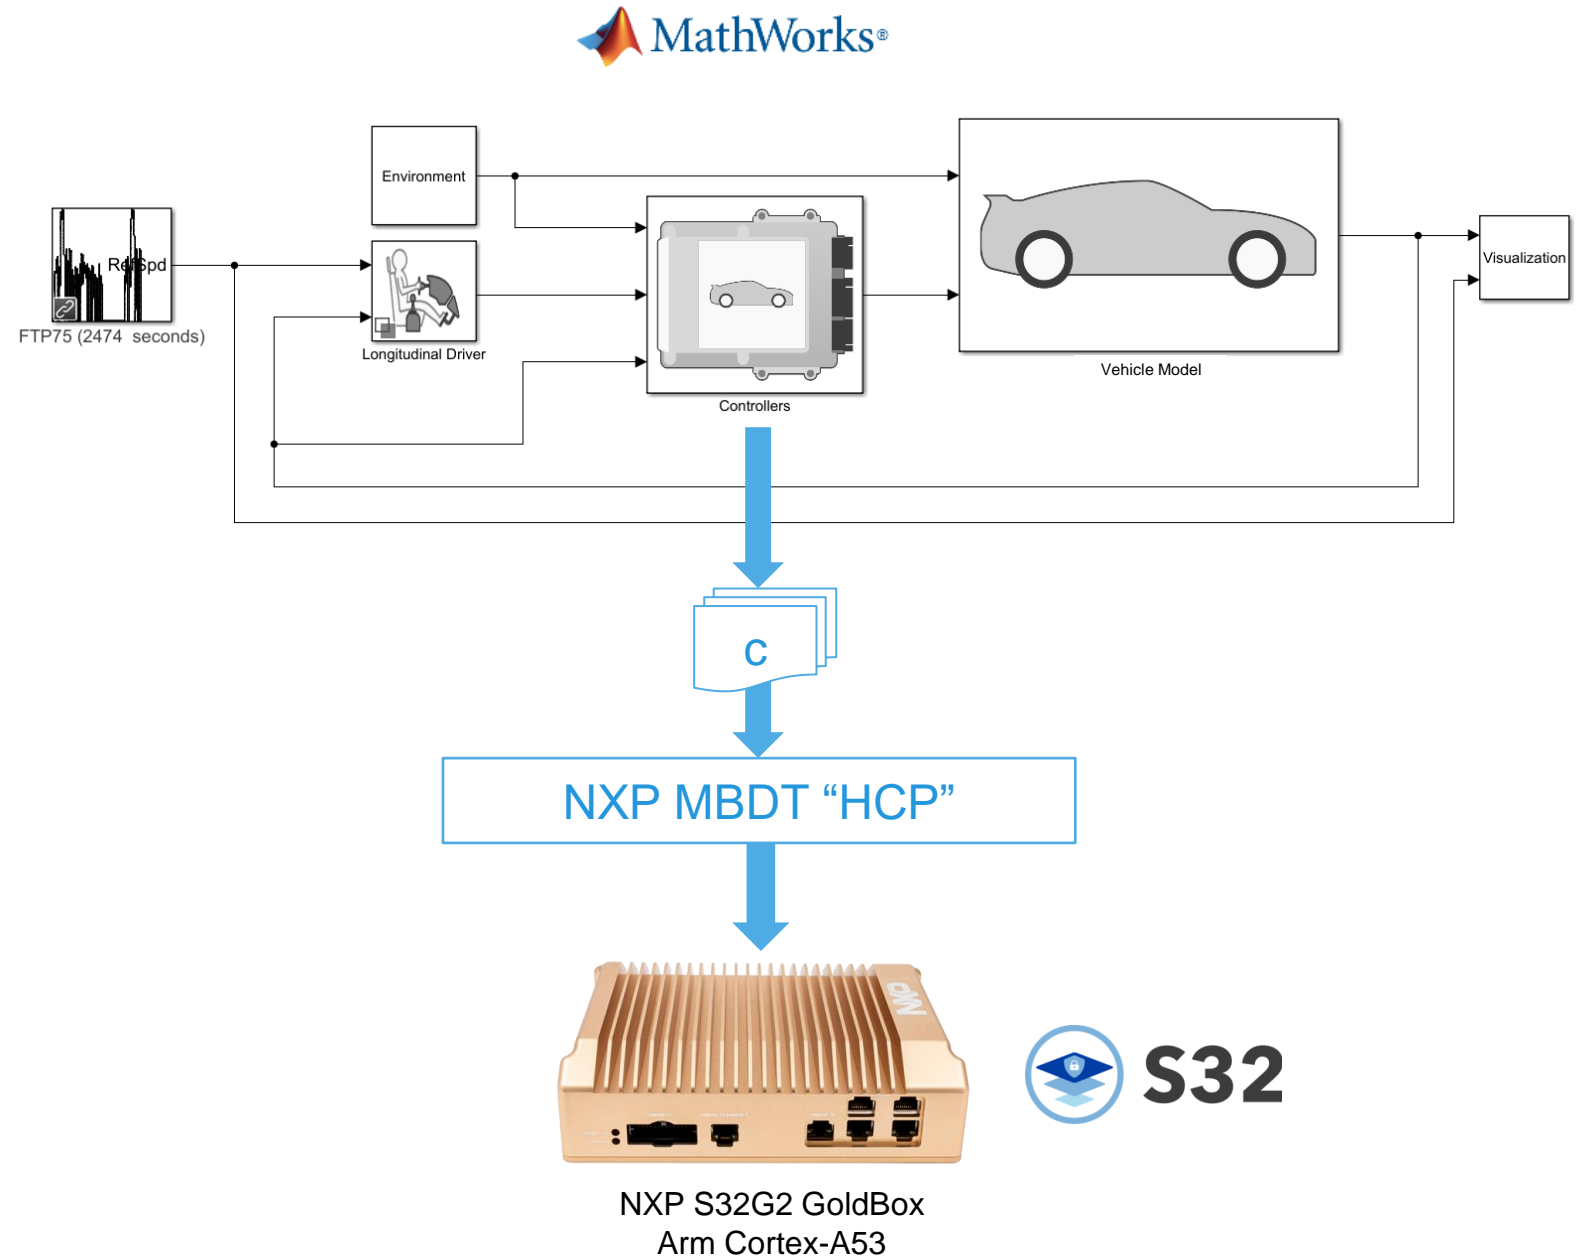 MathWorks®
Environment
RefSpd
FTP75 (2474 seconds)
Longitudinal Driver
Controllers
Vehicle Model
Visualization
C
NXP MBDT “HCP”
NXP
S32
NXP S32G2 GoldBox
Arm Cortex-A53